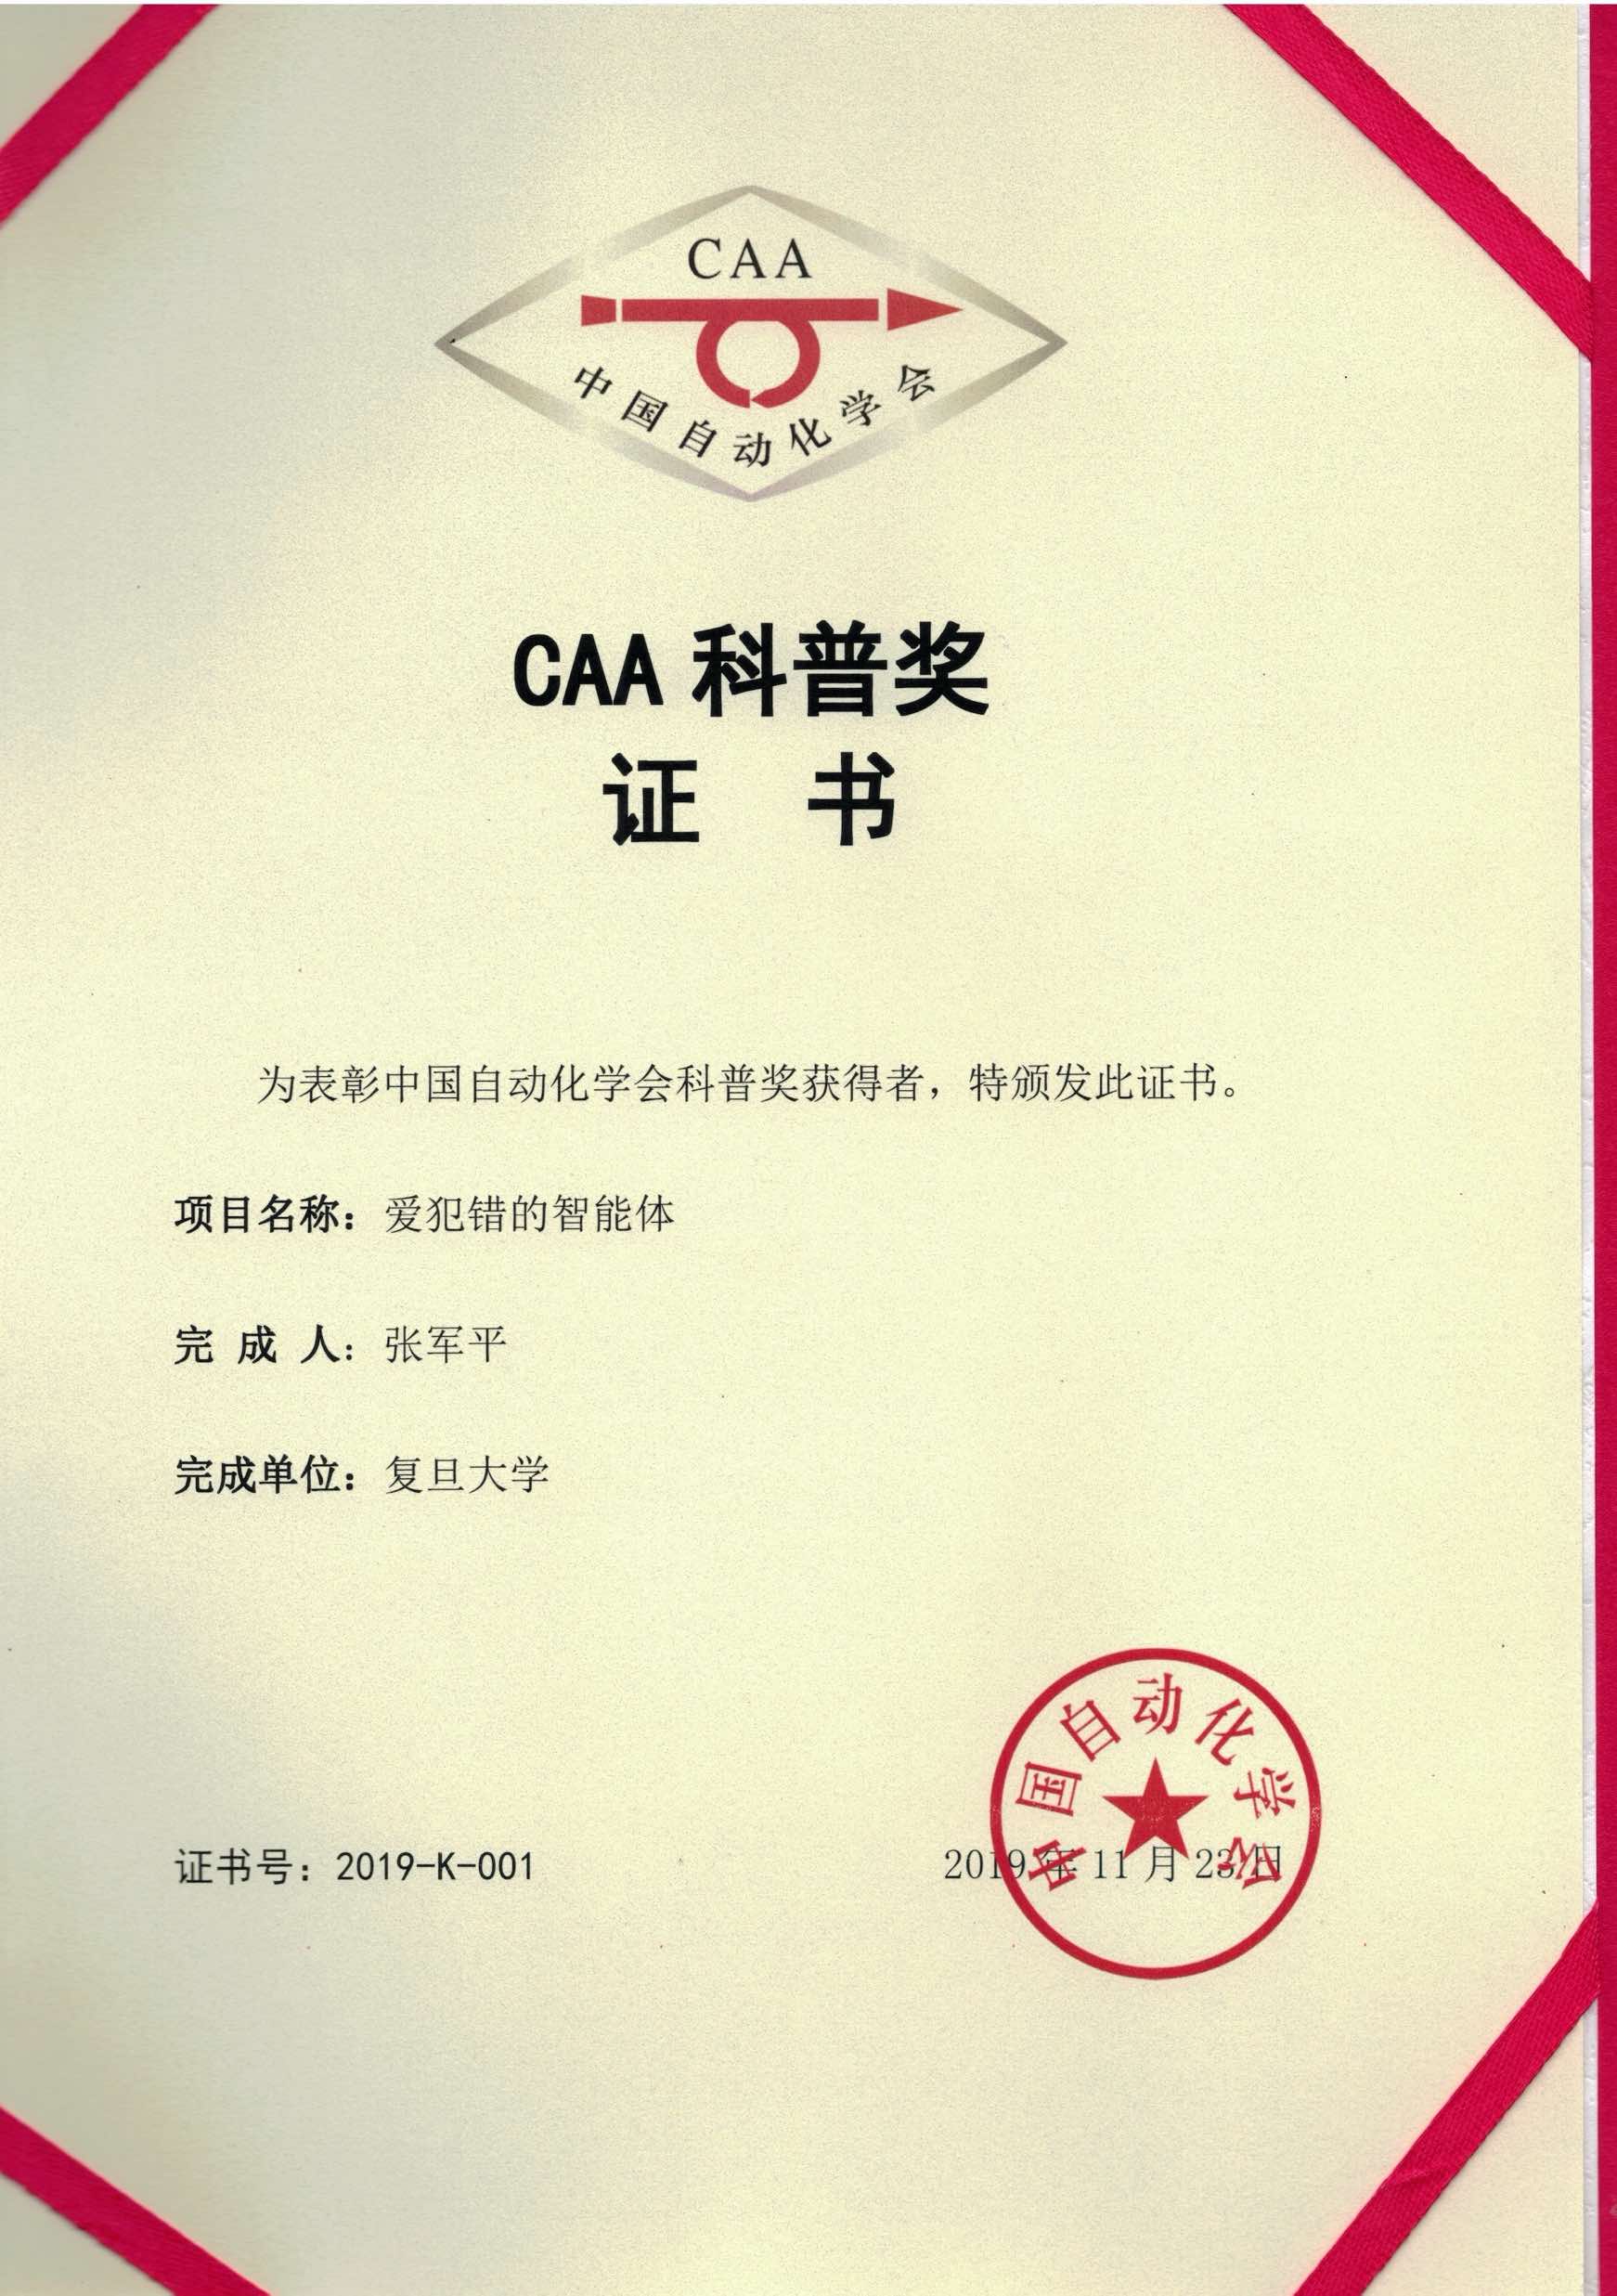 CAA
中国自动化学会
CAA科普奖
证 书
为表彰中国自动化学会科普奖获得者，特颁发此证书。
项目名称：爱犯错的智能体
完 成 人：张军平
完成单位：复旦大学
中国自动化学会
证书号：2019-K-001
2019年11月23日